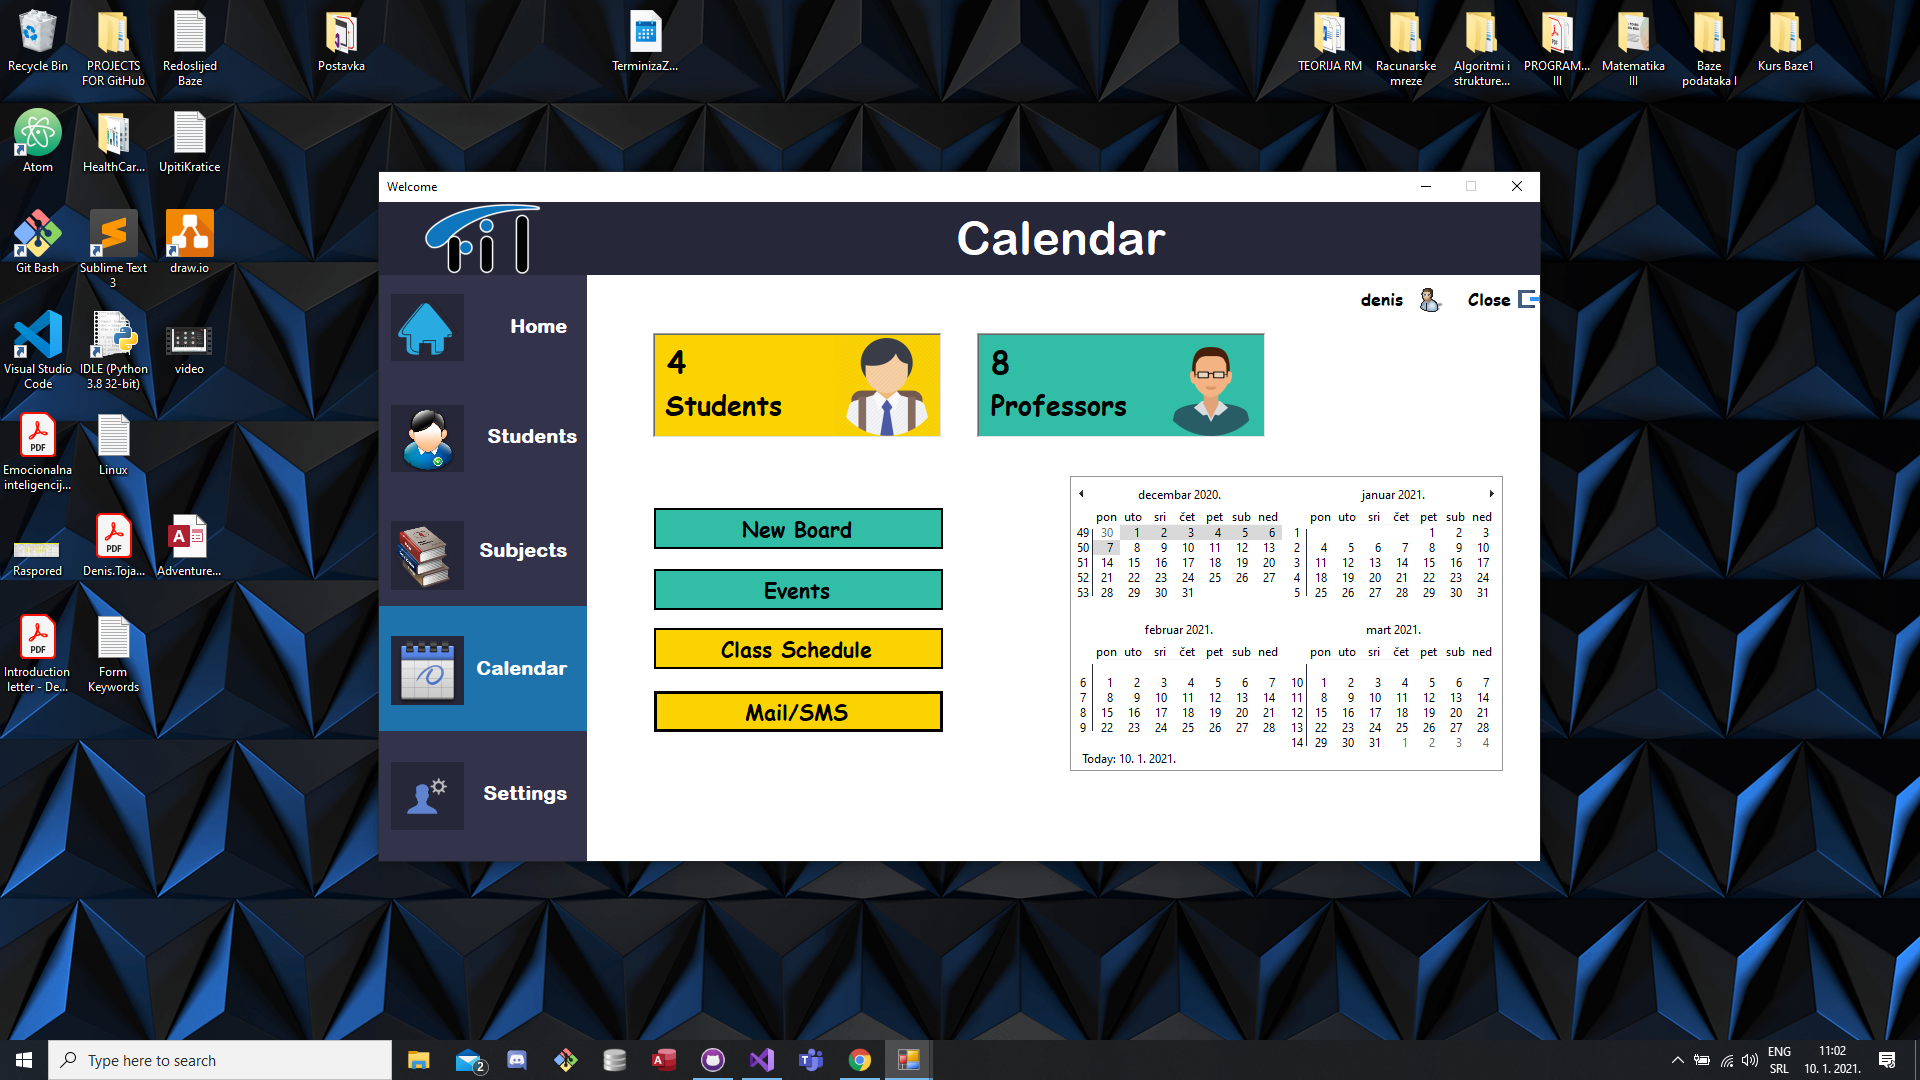 Recycle Bin
PROJECTS
FOR GitHub
Redoslijed
Baze
Postavka
TerminizaZ...
TEORIJA RM
Racunarske
mreze
Algoritmi i
strukture...
PROGRAM...
III
Matematika
III
Baze
podataka I
Kurs Baze1
Atom
HealthCar...
UpitiKratice
Git Bash
Sublime Text
3
draw.io
Visual Studio
Code
IDLE (Python
3.8 32-bit)
video
PDF
Emocionalna
inteligencij...
Linux
Raspored
PDF
Denis.Toja...
Adventure...
PDF
Introduction
letter - De...
Form
Keywords
Welcome
FIT
Calendar
denis
Close
Home
Students
Subjects
Calendar
Settings
4
Students
8
Professors
New Board
Events
Class Schedule
Mail/SMS
decembar 2020.
pon uto sri čet pet sub ned
49 30 1 2 3 4 5 6
50 7 8 9 10 11 12 13
51 14 15 16 17 18 19 20
52 21 22 23 24 25 26 27
53 28 29 30 31
januar 2021.
pon uto sri čet pet sub ned
1 1 2 3
2 4 5 6 7 8 9 10
3 11 12 13 14 15 16 17
4 18 19 20 21 22 23 24
5 25 26 27 28 29 30 31
februar 2021.
pon uto sri čet pet sub ned
6 1 2 3 4 5 6 7
7 8 9 10 11 12 13 14
8 15 16 17 18 19 20 21
9 22 23 24 25 26 27 28
mart 2021.
pon uto sri čet pet sub ned
10 1 2 3 4 5 6 7
11 8 9 10 11 12 13 14
12 15 16 17 18 19 20 21
13 22 23 24 25 26 27 28
14 29 30 31 1 2 3 4
Today: 10. 1. 2021.
Type here to search
2
ENG
SRL
11:02
10. 1. 2021.